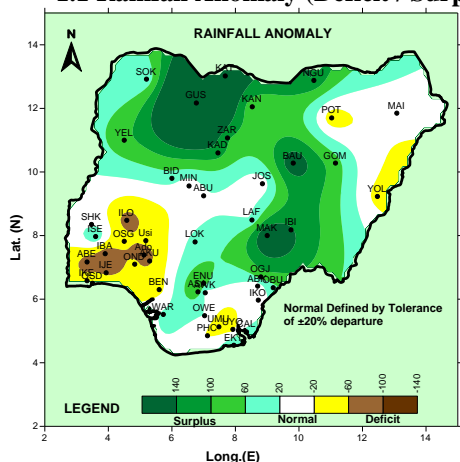 RAINFALL ANOMALY
N
14
12
10
8
6
4
2
Lat. (N)
SOK
KAT
NGU
GUS
KAN
POT
MAI
YEL
ZAR
KAD
BAU
GOM
BID
MIN
JOS
ABU
YOL
SHK
ILO
LAF
ISE
OSG
Usi
LOK
MAK
IBI
IBA
ABE
IJE
OND
IKE
BEN
ENU
OGJ
OBU
IKO
WAR
OWE
UMU
UYO
CAL
PHC
EKT
Normal Defined by Tolerance
of ±20% departure
LEGEND
140
100
60
20
-20
-60
-100
-140
Surplus
Normal
Deficit
2
4
6
8
10
12
14
Long.(E)